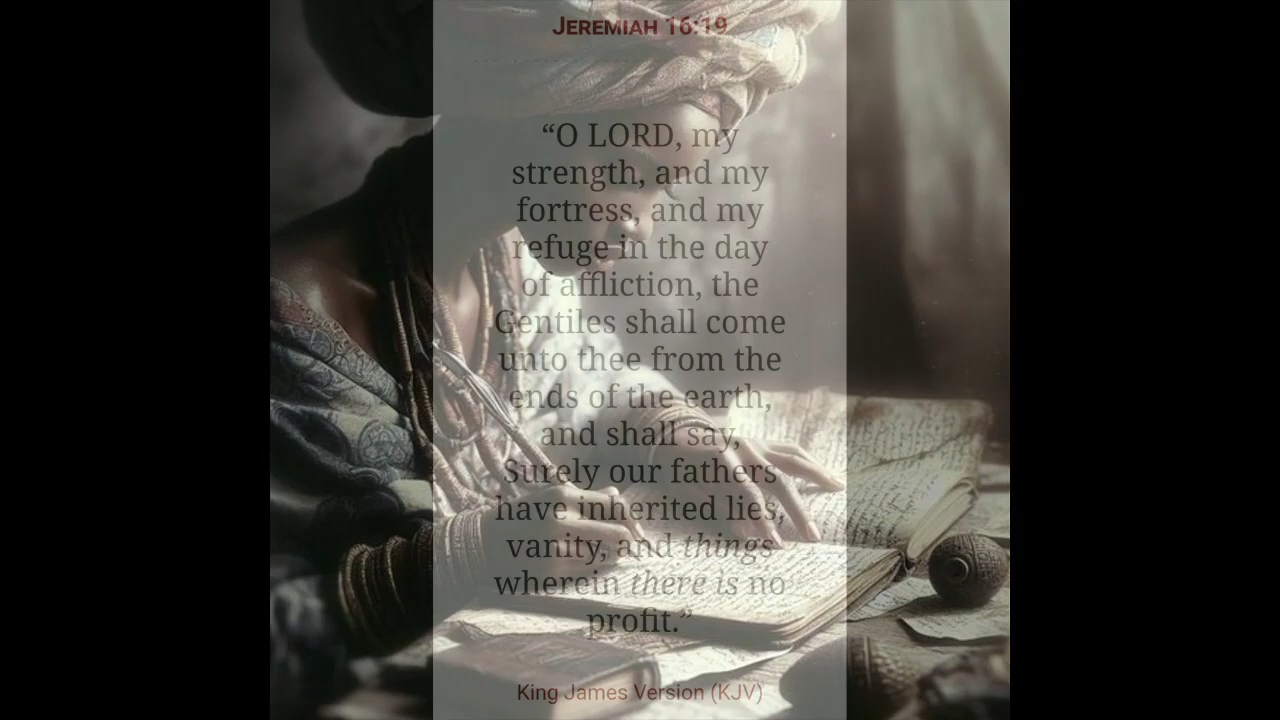 JEREMIAH 16:19
“O LORD, my
strength, and my
fortress, and my
refuge in the day
of affliction, the
Gentiles shall come
unto thee from the
ends of the earth,
and shall say,
Surely our fathers
have inherited lies,
vanity, and things
wherein there is no
profit.”
King James Version (KJV)